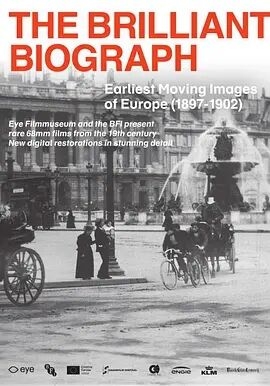 THE BRILLIANT
BIOGRAPH
Earliest Moving Images
of Europe (1897-1902)
Eye Filmmuseum and the BFI present
rare 68mm films from the 19th century
New digital restorations in stunning detail
eye
ENGIE
KLM